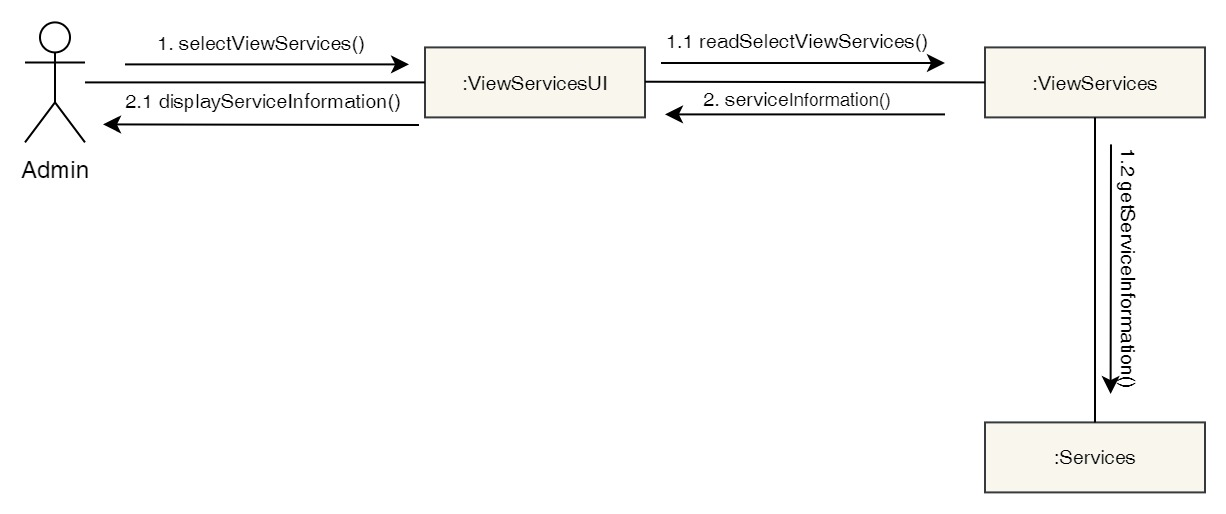 1. selectViewServices()
1.1 readSelectViewServices()
:ViewServicesUI
:ViewServices
2.1 displayServiceInformation()
2. serviceInformation()
Admin
1.2 getServiceInformation()
:Services